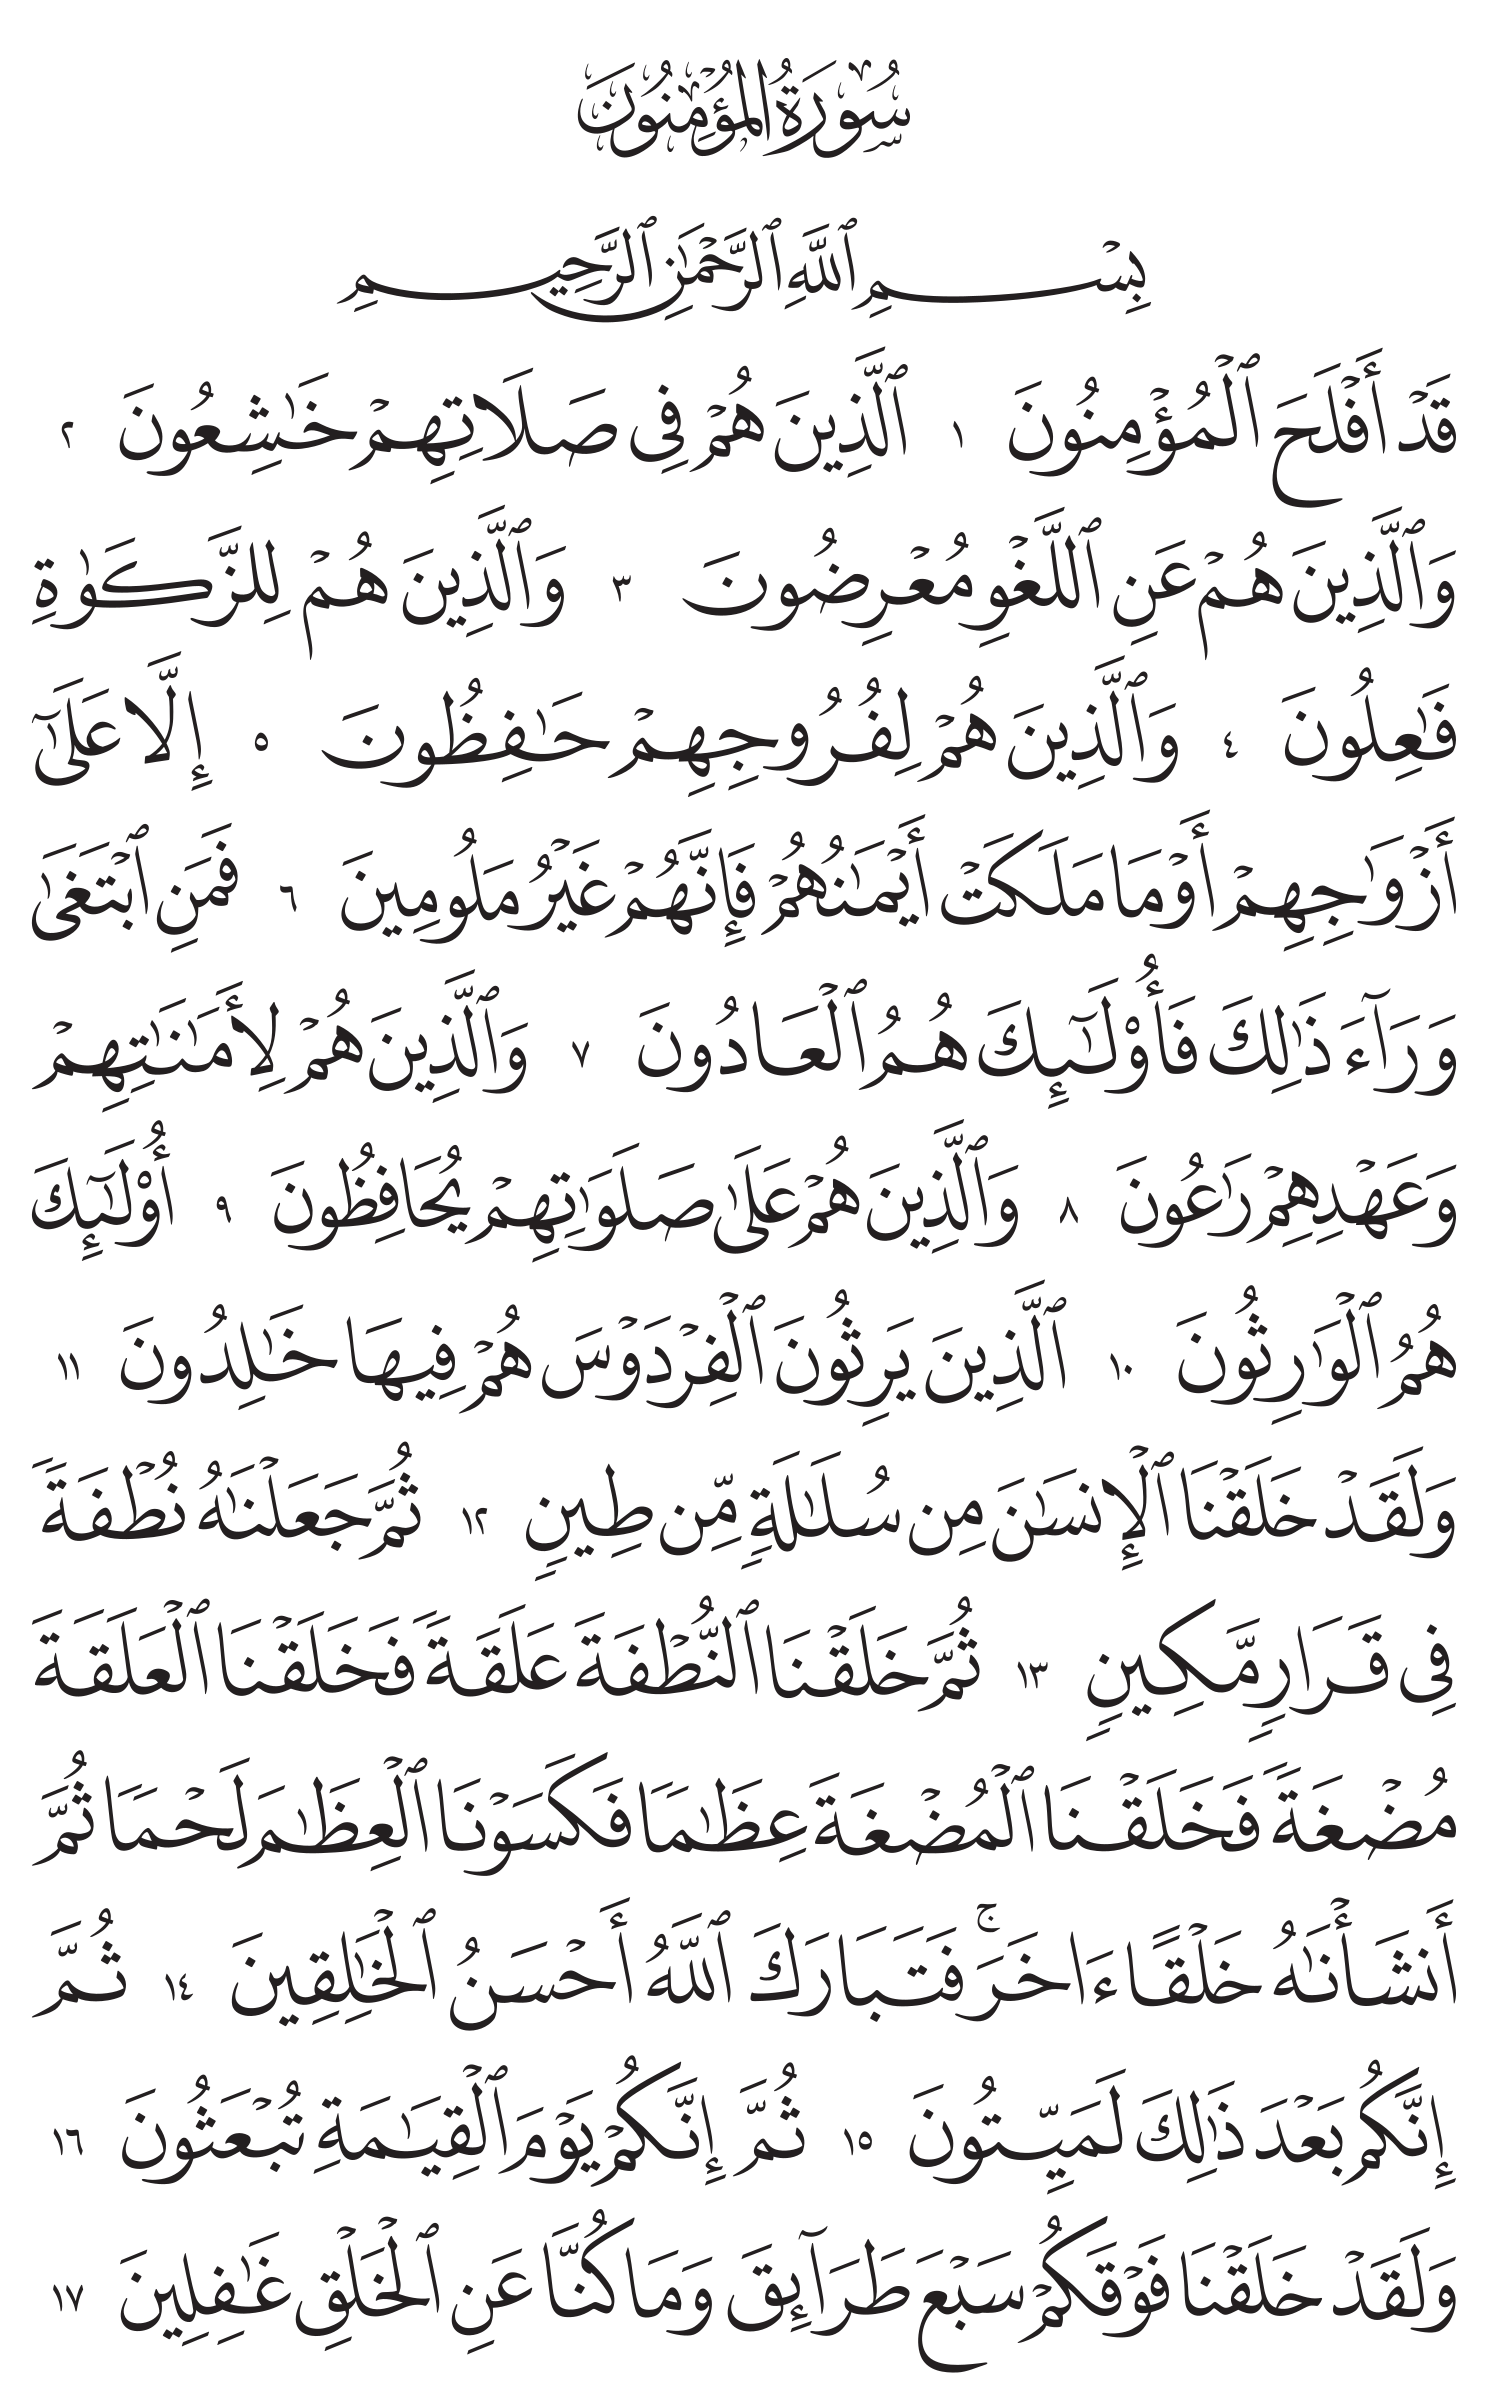 سُورَةُ المُؤْمِنُونَ
بِسْمِ ٱللَّهِ ٱلرَّحْمَٰنِ ٱلرَّحِيمِ
قَدْ أَفْلَحَ ٱلْمُؤْمِنُونَ ١ ٱلَّذِينَ هُمْ فِى صَلَاتِهِمْ خَٰشِعُونَ ٢
وَٱلَّذِينَ هُمْ عَنِ ٱللَّغْوِ مُعْرِضُونَ ٣ وَٱلَّذِينَ هُمْ لِلزَّكَوٰةِ
فَٰعِلُونَ ٤ وَٱلَّذِينَ هُمْ لِفُرُوجِهِمْ حَٰفِظُونَ ٥ إِلَّا عَلَىٰٓ
أَزْوَٰجِهِمْ أَوْ مَا مَلَكَتْ أَيْمَٰنُهُمْ فَإِنَّهُمْ غَيْرُ مَلُومِينَ ٦ فَمَنِ ٱبْتَغَىٰ
وَرَآءَ ذَٰلِكَ فَأُوْلَٰٓئِكَ هُمُ ٱلْعَادُونَ ٧ وَٱلَّذِينَ هُمْ لِأَمَٰنَٰتِهِمْ
وَعَهْدِهِمْ رَٰعُونَ ٨ وَٱلَّذِينَ هُمْ عَلَىٰ صَلَوَٰتِهِمْ يُحَافِظُونَ ٩ أُوْلَٰٓئِكَ
هُمُ ٱلْوَٰرِثُونَ ١٠ ٱلَّذِينَ يَرِثُونَ ٱلْفِرْدَوْسَ هُمْ فِيهَا خَٰلِدُونَ ١١
وَلَقَدْ خَلَقْنَا ٱلْإِنسَٰنَ مِن سُلَٰلَةٍ مِّن طِينٍ ١٢ ثُمَّ جَعَلْنَٰهُ نُطْفَةً
فِى قَرَارٍ مَّكِينٍ ١٣ ثُمَّ خَلَقْنَا ٱلنُّطْفَةَ عَلَقَةً فَخَلَقْنَا ٱلْعَلَقَةَ
مُضْغَةً فَخَلَقْنَا ٱلْمُضْغَةَ عِظَٰمًا فَكَسَوْنَا ٱلْعِظَٰمَ لَحْمًا ثُمَّ
أَنشَأْنَٰهُ خَلْقًا ءَاخَرَۚ فَتَبَارَكَ ٱللَّهُ أَحْسَنُ ٱلْخَٰلِقِينَ ١٤ ثُمَّ
إِنَّكُم بَعْدَ ذَٰلِكَ لَمَيِّتُونَ ١٥ ثُمَّ إِنَّكُمْ يَوْمَ ٱلْقِيَٰمَةِ تُبْعَثُونَ ١٦
وَلَقَدْ خَلَقْنَا فَوْقَكُمْ سَبْعَ طَرَآئِقَ وَمَا كُنَّا عَنِ ٱلْخَلْقِ غَٰفِلِينَ ١٧